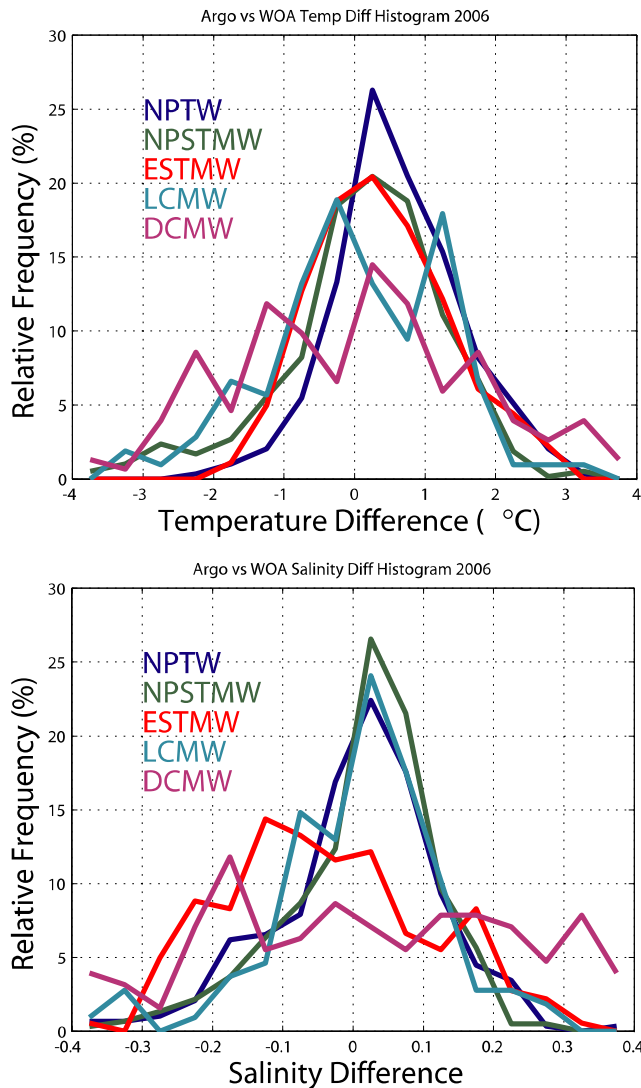 Argo vs WOA Temp Diff Histogram 2006
30
25
20
15
10
5
0
Relative Frequency (%)
NPTW
NPSTMW
ESTMW
LCMW
DCMW
-4 -3 -2 -1 0 1 2 3 4
Temperature Difference ( °C)
Argo vs WOA Salinity Diff Histogram 2006
30
25
20
15
10
5
0
Relative Frequency (%)
NPTW
NPSTMW
ESTMW
LCMW
DCMW
-0.4 -0.3 -0.2 -0.1 0 0.1 0.2 0.3 0.4
Salinity Difference